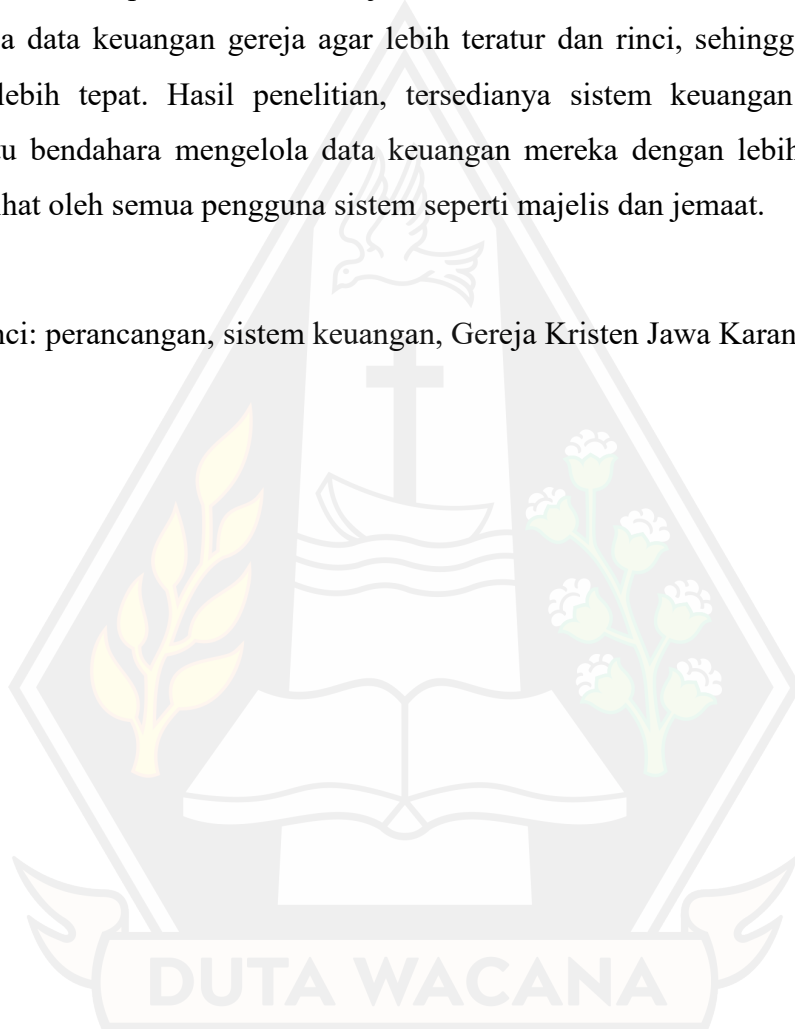 a data keuangan gereja agar lebih teratur dan rinci, sehingg
lebih tepat. Hasil penelitian, tersedianya sistem keuangan
u bendahara mengelola data keuangan mereka dengan lebih
hat oleh semua pengguna sistem seperti majelis dan jemaat.
nci: perancangan, sistem keuangan, Gereja Kristen Jawa Karan
DUTA WACANA